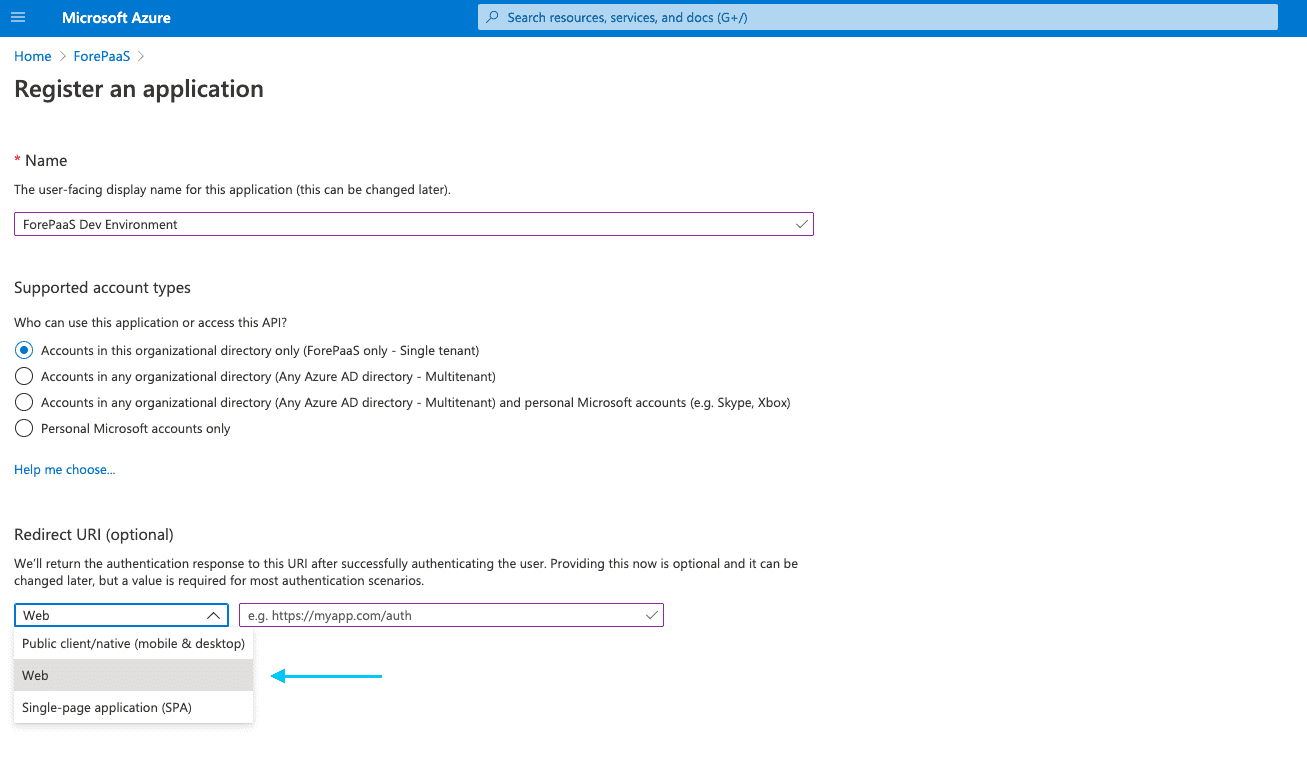 Microsoft Azure
Search resources, services, and docs (G+/)
Home > ForePaaS >
Register an application
* Name
The user-facing display name for this application (this can be changed later).
ForePaaS Dev Environment
Supported account types
Who can use this application or access this API?
Accounts in this organizational directory only (ForePaaS only - Single tenant)
Accounts in any organizational directory (Any Azure AD directory - Multitenant)
Accounts in any organizational directory (Any Azure AD directory - Multitenant) and personal Microsoft accounts (e.g. Skype, Xbox)
Personal Microsoft accounts only
Help me choose...
Redirect URI (optional)
We'll return the authentication response to this URI after successfully authenticating the user. Providing this now is optional and it can be
changed later, but a value is required for most authentication scenarios.
Web
e.g. https://myapp.com/auth
Public client/native (mobile & desktop)
Web
Single-page application (SPA)